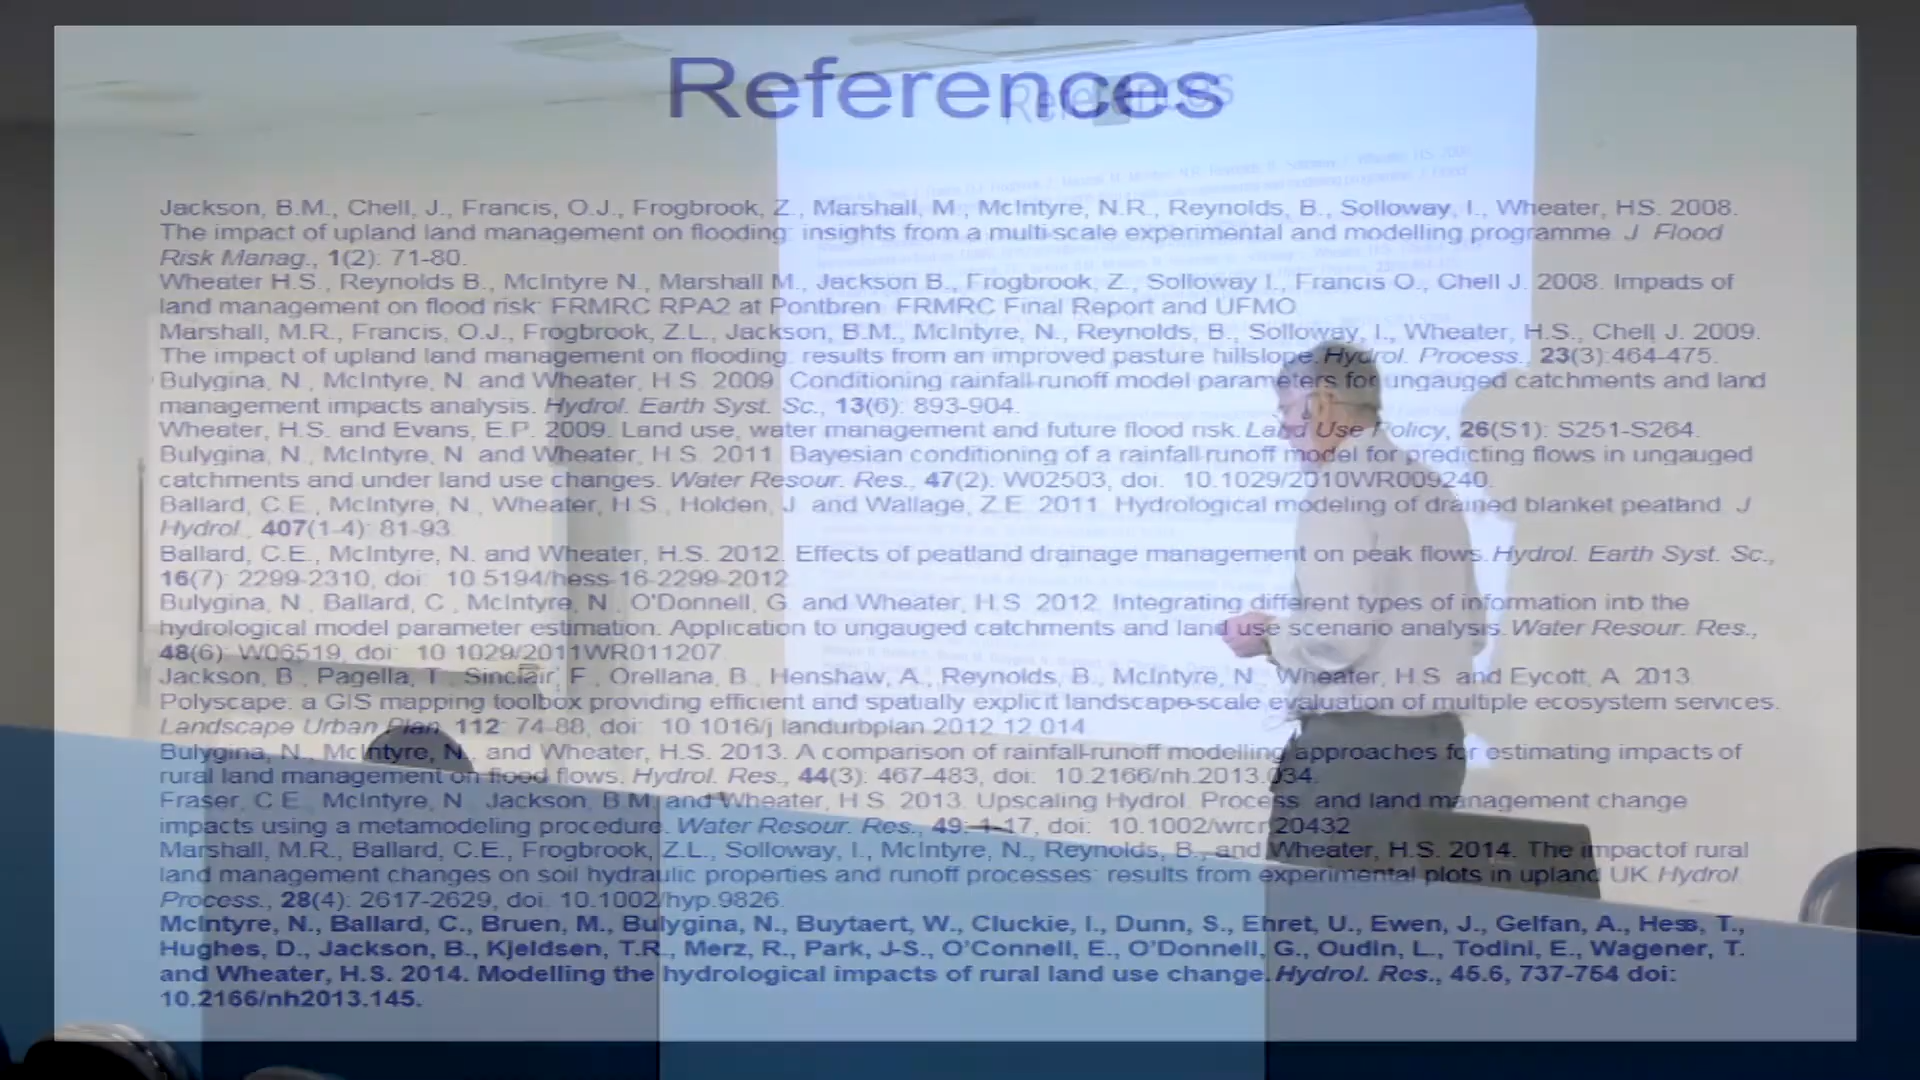 References
Jackson, B.M., Chell, J., Francis, O.J., Frogbrook, Z., Marshall, M., McIntyre, N.R., Reynolds, B., Solloway, I., Wheater, HS. 2008.
The impact of upland land management on flooding: insights from a multi-scale experimental and modelling programme. J Flood
Risk Manag., 1(2): 71-80.
Wheater H.S., Reynolds B., McIntyre N., Marshall M., Jackson B., Frogbrook, Z., Solloway I., Francis O., Chell J. 2008. Impacts of
land management on flood risk: FRMRC RPA2 at Pontbren. FRMRC Final Report and UFMO
Marshall, M.R., Francis, O.J., Frogbrook, Z.L., Jackson, B.M., McIntyre, N., Reynolds, B., Solloway, I., Wheater, H.S., Chell J. 2009.
The impact of upland land management on flooding: results from an improved pasture hillslope. Hydrol. Process., 23(3):464-475.
Bulygina, N., McIntyre, N. and Wheater, H.S. 2009. Conditioning rainfall-runoff model parameters for ungauged catchments and land
management impacts analysis. Hydrol. Earth Syst. Sc., 13(6): 893-904.
Wheater, H.S. and Evans, E.P. 2009. Land use, water management and future flood risk. Land Use Policy, 26(S1): S251-S264.
Bulygina, N., McIntyre, N. and Wheater, H.S. 2011. Bayesian conditioning of a rainfall-runoff model for predicting flows in ungauged
catchments and under land use changes. Water Resour. Res., 47(2): W02503, doi: 10.1029/2010WR009240.
Ballard, C.E., McIntyre, N., Wheater, H.S., Holden, J. and Wallage, Z.E. 2011. Hydrological modeling of drained blanket peatland. J
Hydrol., 407(1-4): 81-93.
Ballard, C.E., McIntyre, N. and Wheater, H.S. 2012. Effects of peatland drainage management on peak flows. Hydrol. Earth Syst. Sc.,
16(7): 2299-2310, doi: 10.5194/hess-16-2299-2012.
Bulygina, N., Ballard, C., McIntyre, N., O'Donnell, G. and Wheater, H.S. 2012. Integrating different types of information into the
hydrological model parameter estimation: Application to ungauged catchments and land use scenario analysis. Water Resour. Res.,
48(6): W06519, doi: 10.1029/2011WR011207.
Jackson, B., Pagella, T., Sinclair, F., Orellana, B., Henshaw, A., Reynolds, B., McIntyre, N., Wheater, H.S. and Eycott, A. 2013.
Polyscape: a GIS mapping toolbox providing efficient and spatially explicit landscape-scale evaluation of multiple ecosystem services.
Landscape Urban Plan. 112: 74-88, doi: 10.1016/j.landurbplan.2012.12.014
Bulygina, N., McIntyre, N., and Wheater, H.S. 2013. A comparison of rainfall-runoff modelling approaches for estimating impacts of
rural land management on flood flows. Hydrol. Res., 44(3): 467-483, doi: 10.2166/nh.2013.034.
Fraser, C.E., McIntyre, N., Jackson, B.M. and Wheater, H.S. 2013. Upscaling Hydrol. Process. and land management change
impacts using a metamodeling procedure. Water Resour. Res., 49: 1-17, doi: 10.1002/wrcr.20432
Marshall, M.R., Ballard, C.E., Frogbrook, Z.L., Solloway, I., McIntyre, N., Reynolds, B., and Wheater, H.S. 2014. The impactof rural
land management changes on soil hydraulic properties and runoff processes: results from experimental plots in upland UK. Hydrol.
Process., 28(4): 2617-2629, doi. 10.1002/hyp.9826.
McIntyre, N., Ballard, C., Bruen, M., Bulygina, N., Buytaert, W., Cluckie, I., Dunn, S., Ehret, U., Ewen, J., Gelfan, A., Hess, T.,
Hughes, D., Jackson, B., Kjeldsen, T.R., Merz, R., Park, J-S., O'Connell, E., O'Donnell, G., Oudin, L., Todini, E., Wagener, T.
and Wheater, H.S. 2014. Modelling the hydrological impacts of rural land use change. Hydrol. Res., 45.6, 737-754 doi:
10.2166/nh2013.145.
References